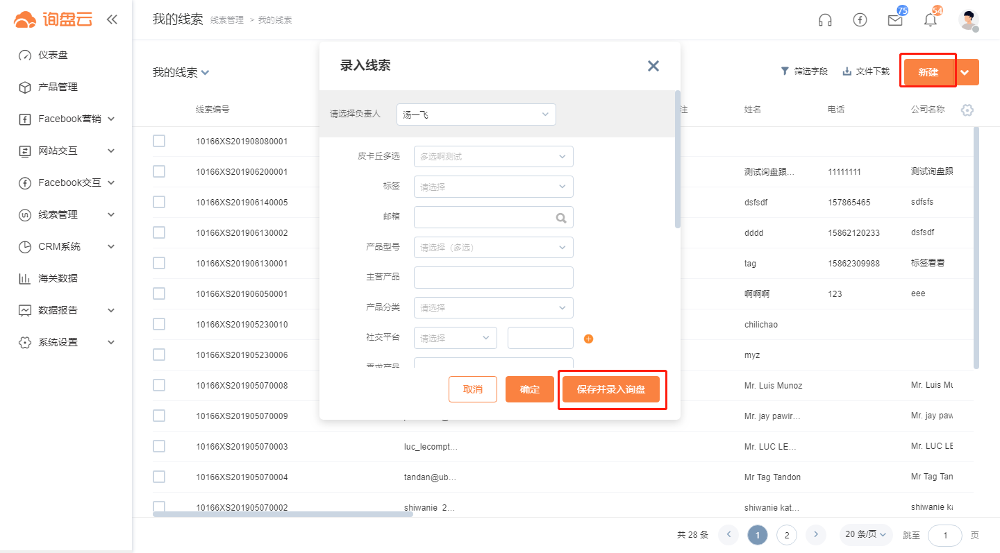 询盘云
我的线索
线索管理 > 我的线索
75
54
仪表盘
产品管理
Facebook营销
网站交互
Facebook交互
线索管理
CRM系统
海关数据
数据报告
系统设置
我的线索
筛选字段
文件下载
新建
线索编号
注
姓名
电话
公司名称
10166XS201908080001
10166XS201906200001
测试询盘跟...
11111111
测试询盘跟
10166XS201906140005
dsfsdf
157865465
sdfsfs
10166XS201906130002
dddd
15862120233
dsfsdf
10166XS201906130001
tag
15862309988
标签看看
10166XS201906050001
啊啊啊
123
eee
10166XS201905230010
chilichao
10166XS201905230006
myz
10166XS201905070008
Mr. Luis Munoz
Mr. Luis Mu
10166XS201905070009
Mr. jay pawir...
Mr. jay paw
10166XS201905070003
luc_lecompt...
Mr. LUC LE...
Mr. LUC LE
10166XS201905070004
tandan@ub...
Mr Tag Tandon
Mr Tag Tan
10166XS201905070002
shiwanie_2...
shiwanie kat...
shiwanie ka
录入线索
请选择负责人
汤一飞
皮卡丘多选
多选啊测试
标签
请选择
邮箱
产品型号
请选择（多选）
主营产品
产品分类
请选择
社交平台
请选择
需求产品
取消
确定
保存并录入询盘
共 28 条
1
2
20 条/页
跳至
1
页